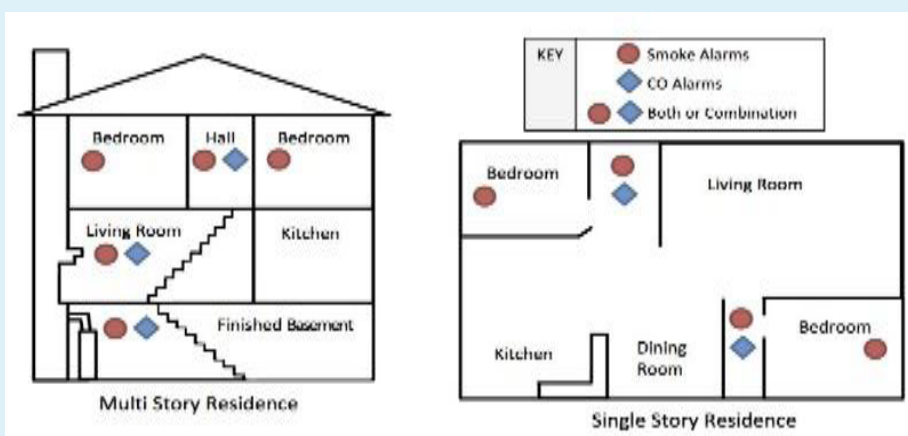 KEY
Smoke Alarms
CO Alarms
Both or Combination
Bedroom
Hall
Bedroom
Living Room
Kitchen
Finished Basement
Multi Story Residence
Bedroom
Living Room
Kitchen
Dining
Room
Bedroom
Single Story Residence